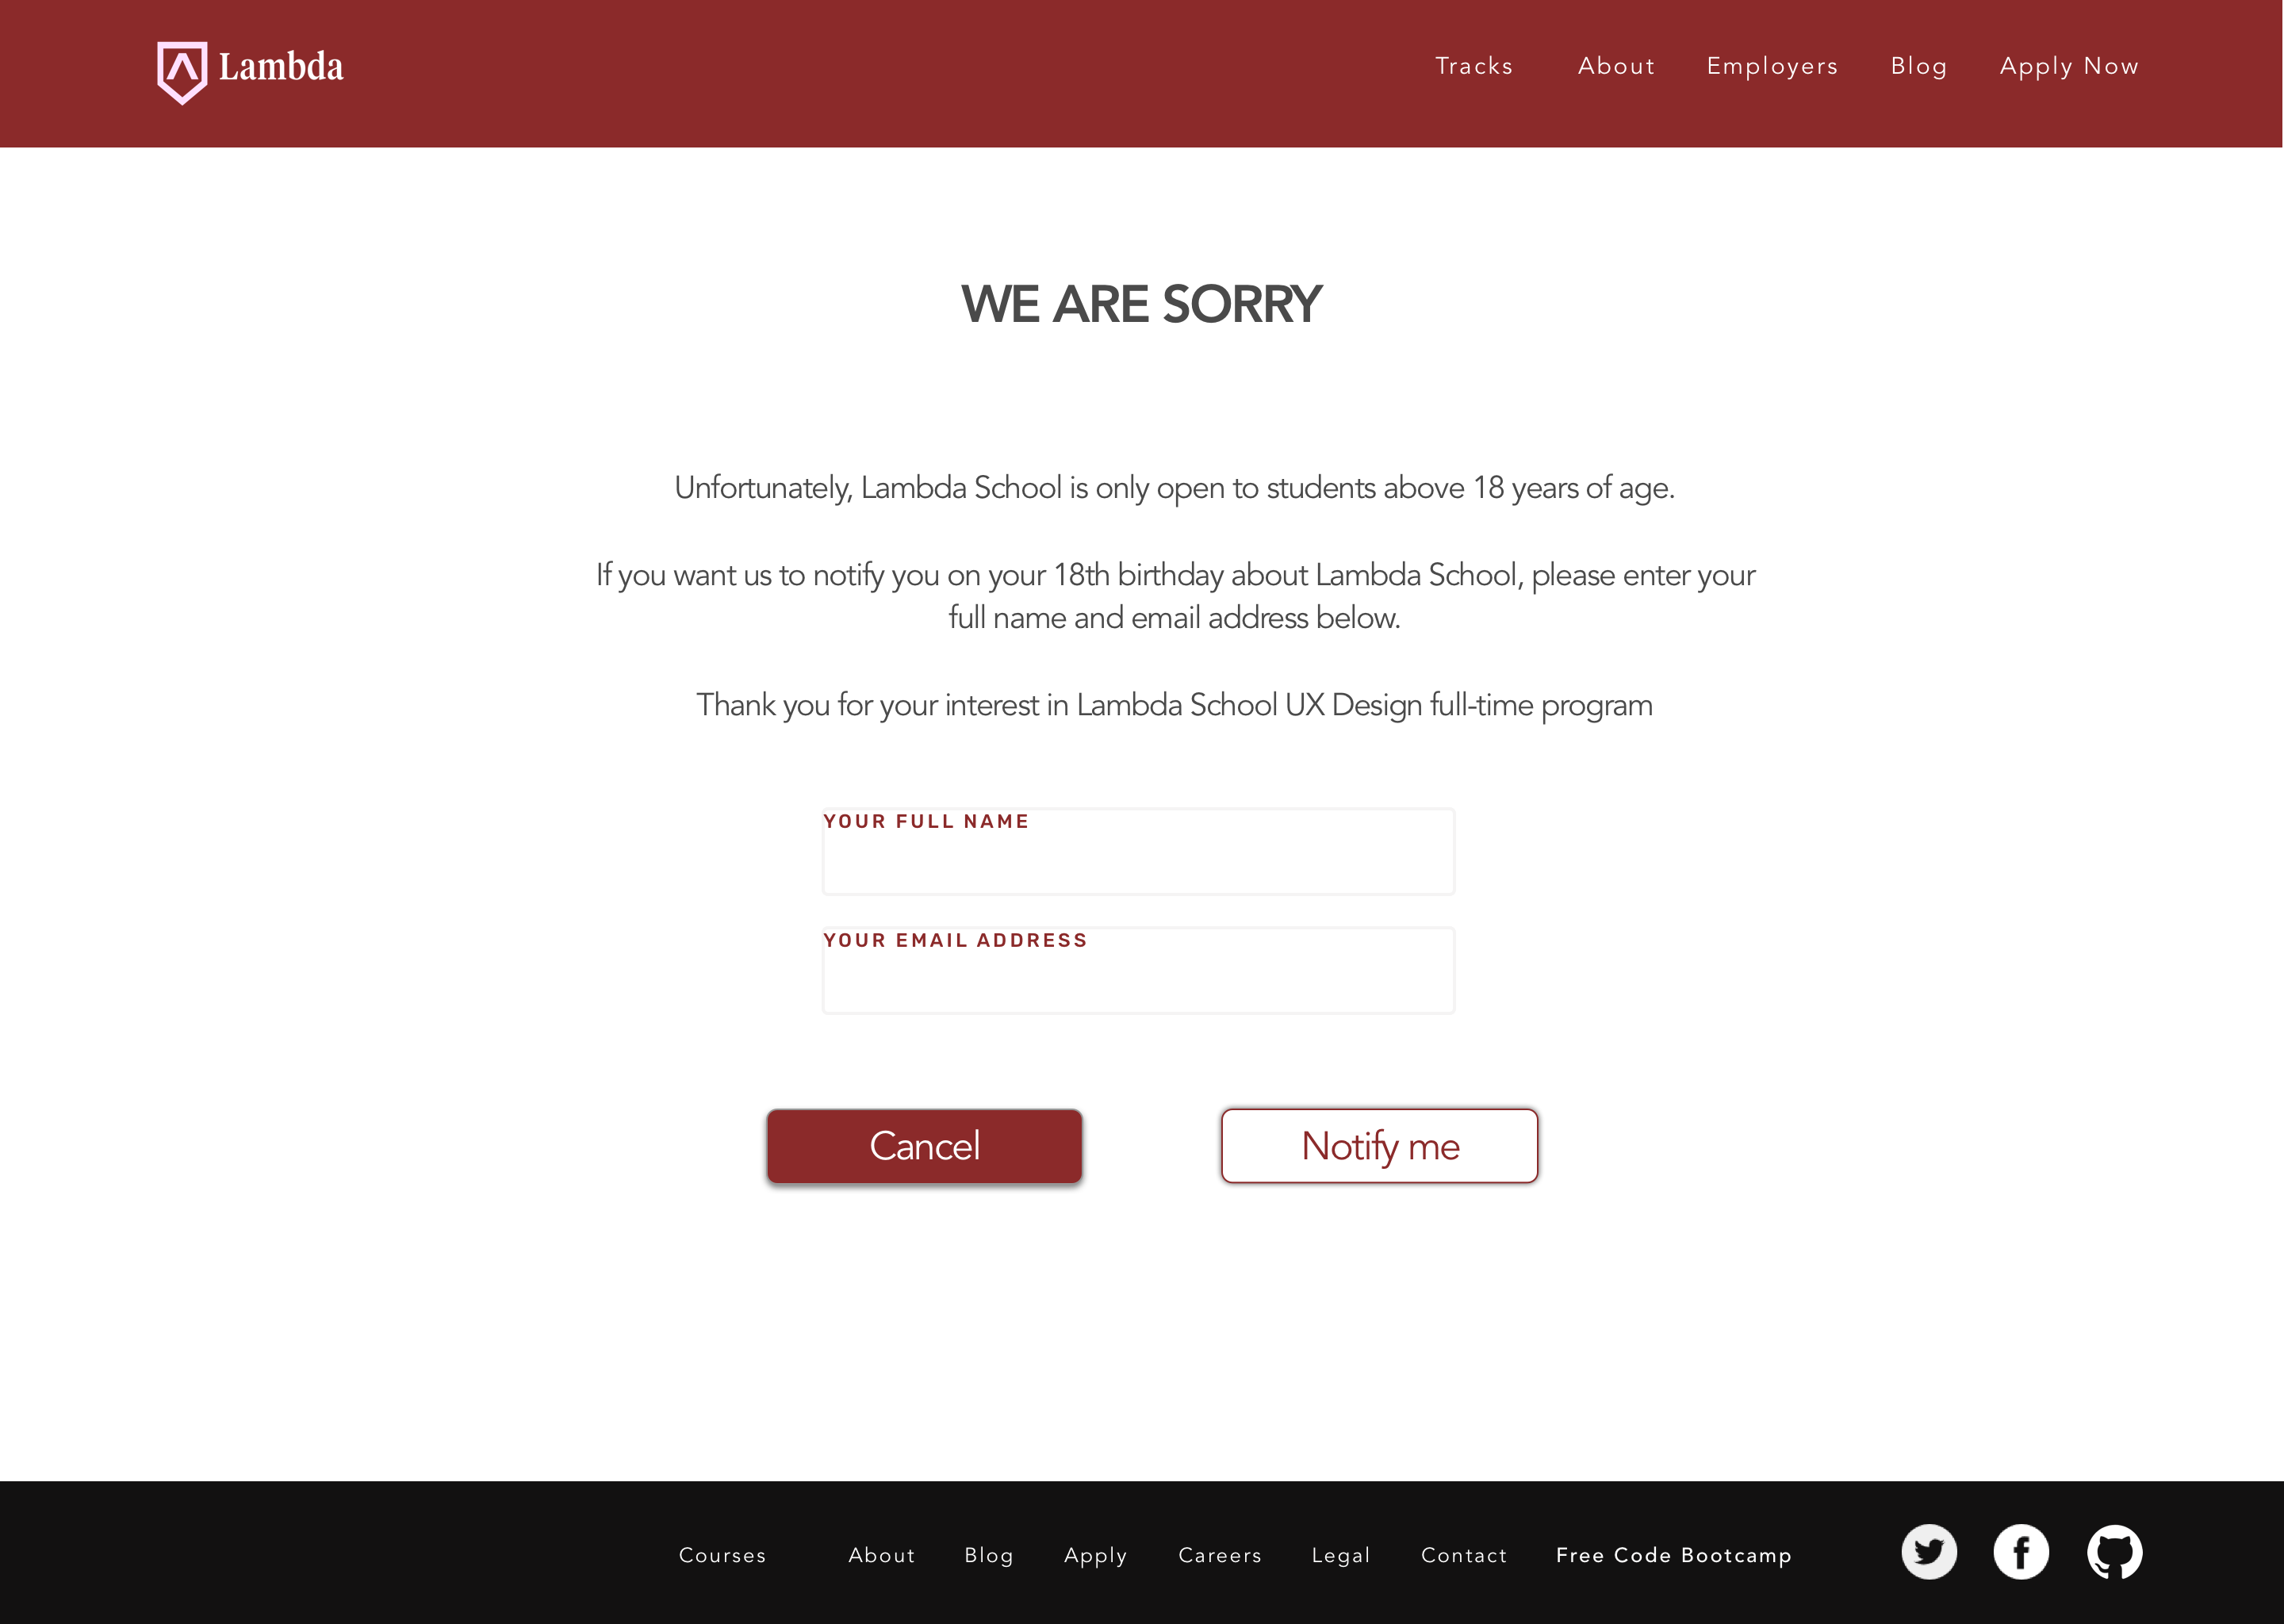 Lambda
Tracks About Employers Blog Apply Now
WE ARE SORRY
Unfortunately, Lambda School is only open to students above 18 years of age.
If you want us to notify you on your 18th birthday about Lambda School, please enter your
full name and email address below.
Thank you for your interest in Lambda School UX Design full-time program
YOUR FULL NAME
YOUR EMAIL ADDRESS
Cancel Notify me
Courses About Blog Apply Careers Legal Contact Free Code Bootcamp